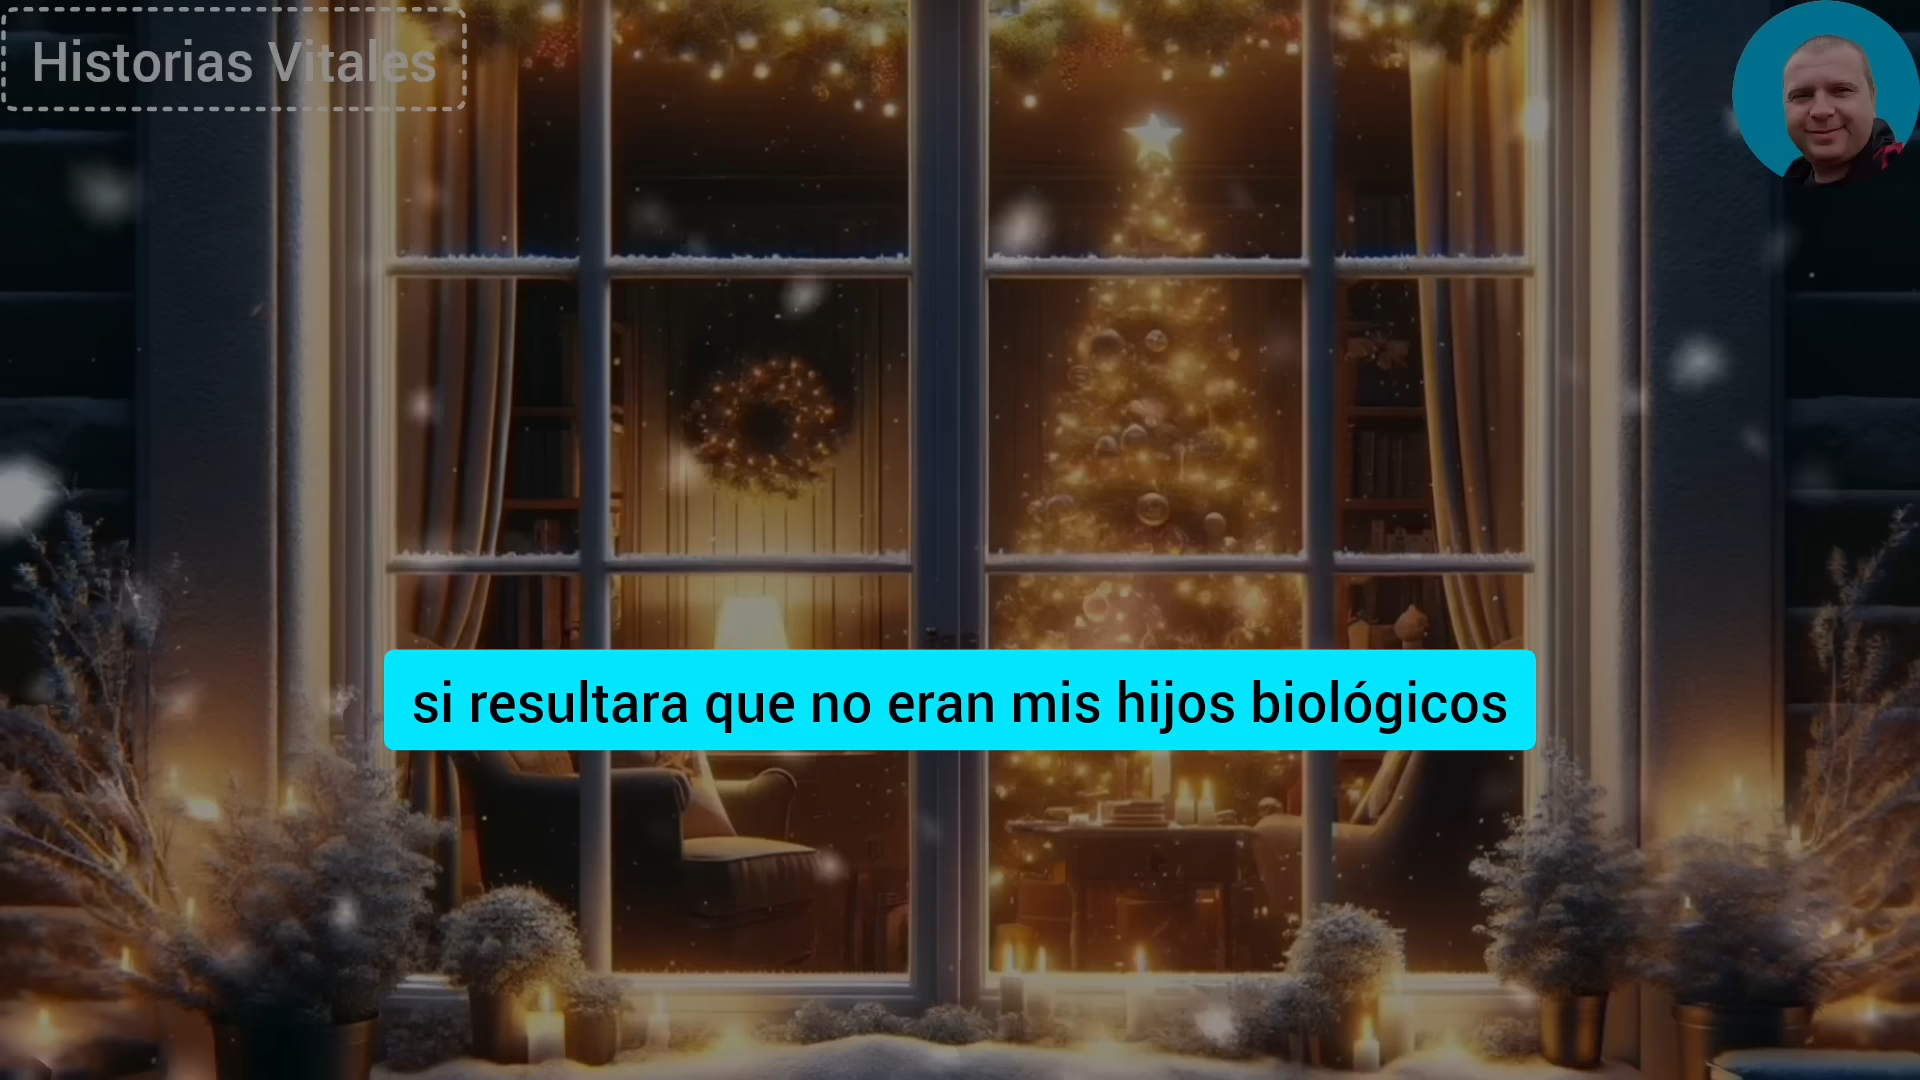 Historias Vitales
si resultara que no eran mis hijos biológicos